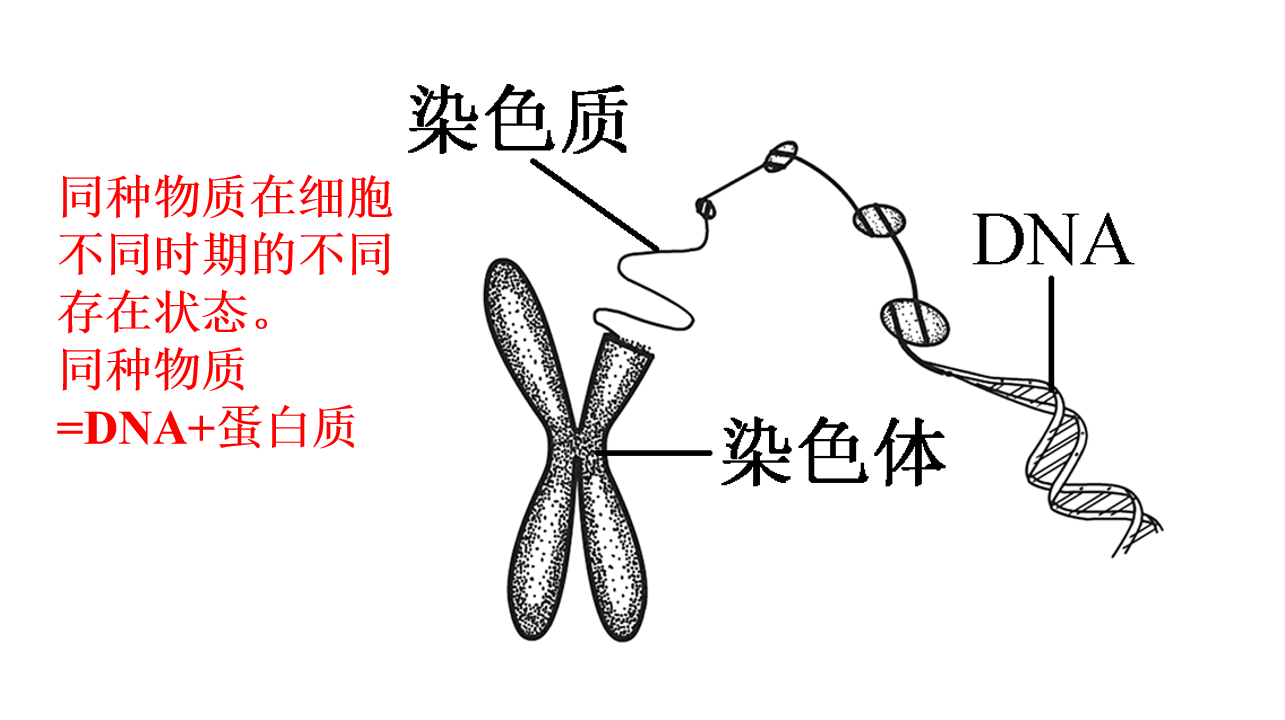 染色质
同种物质在细胞
不同时期的不同
存在状态。
同种物质
=DNA+蛋白质
DNA
染色体